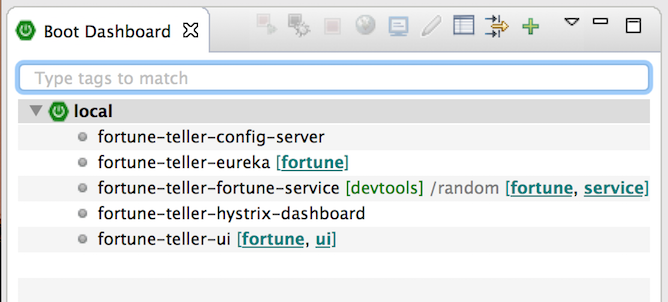 Boot Dashboard
Type tags to match
local
fortune-teller-config-server
fortune-teller-eureka [fortune]
fortune-teller-fortune-service [devtools] /random [fortune, service]
fortune-teller-hystrix-dashboard
fortune-teller-ui [fortune, ui]